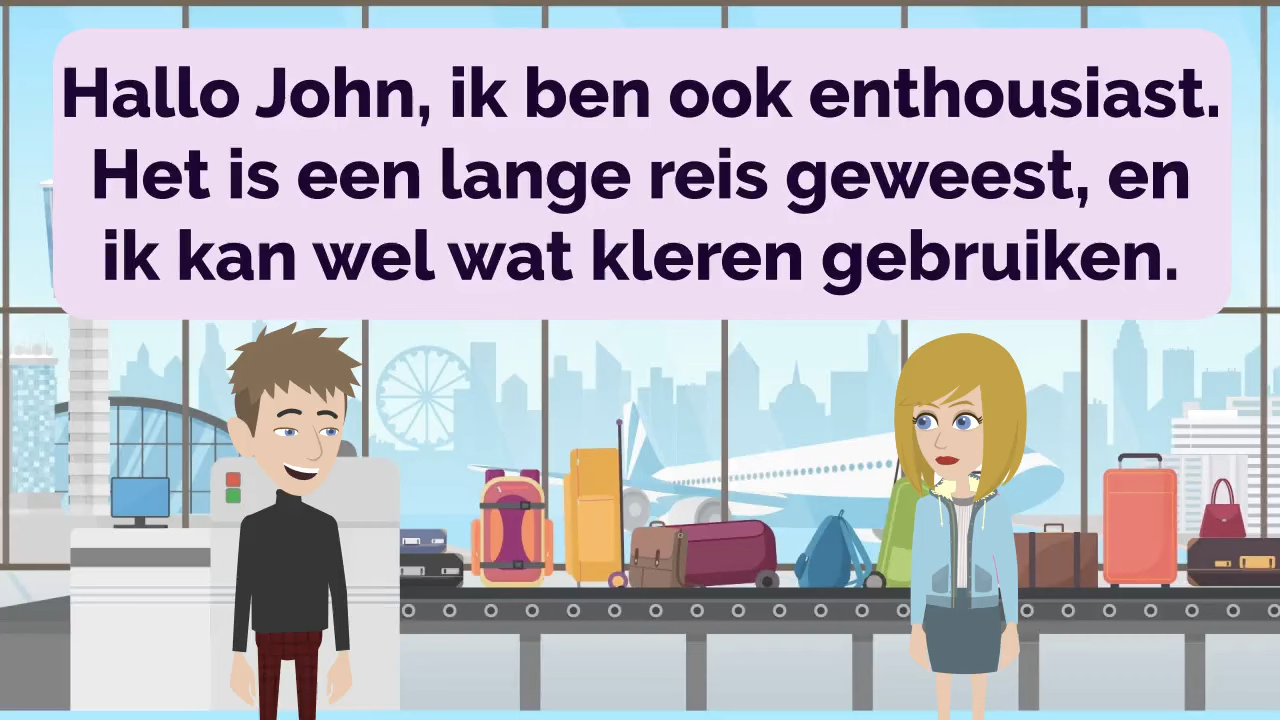 Hallo John, ik ben ook enthousiast.
Het is een lange reis geweest, en
ik kan wel wat kleren gebruiken.